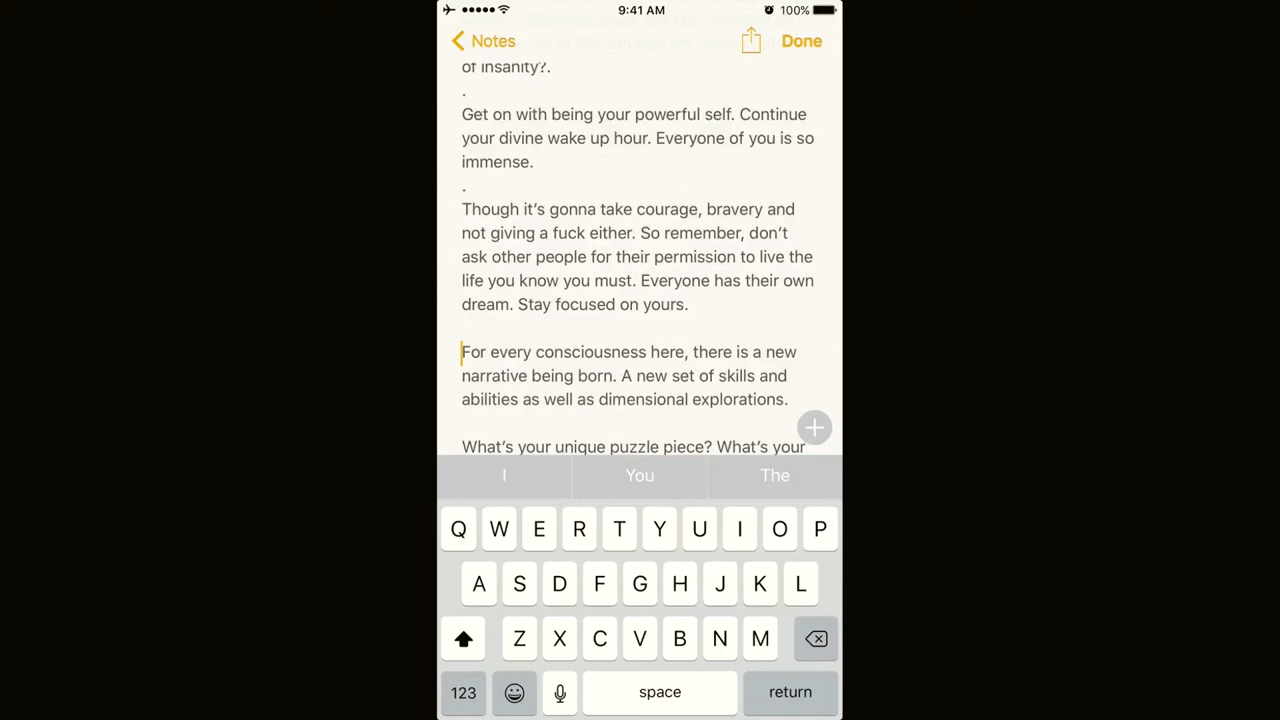 9:41 AM
100%
Notes
Done
of insanity?.
.
Get on with being your powerful self. Continue
your divine wake up hour. Everyone of you is so
immense.
.
Though it’s gonna take courage, bravery and
not giving a fuck either. So remember, don’t
ask other people for their permission to live the
life you know you must. Everyone has their own
dream. Stay focused on yours.
For every consciousness here, there is a new
narrative being born. A new set of skills and
abilities as well as dimensional explorations.
What’s your unique puzzle piece? What’s your
I You The
Q W E R T Y U I O P
A S D F G H J K L
Z X C V B N M
123 space return